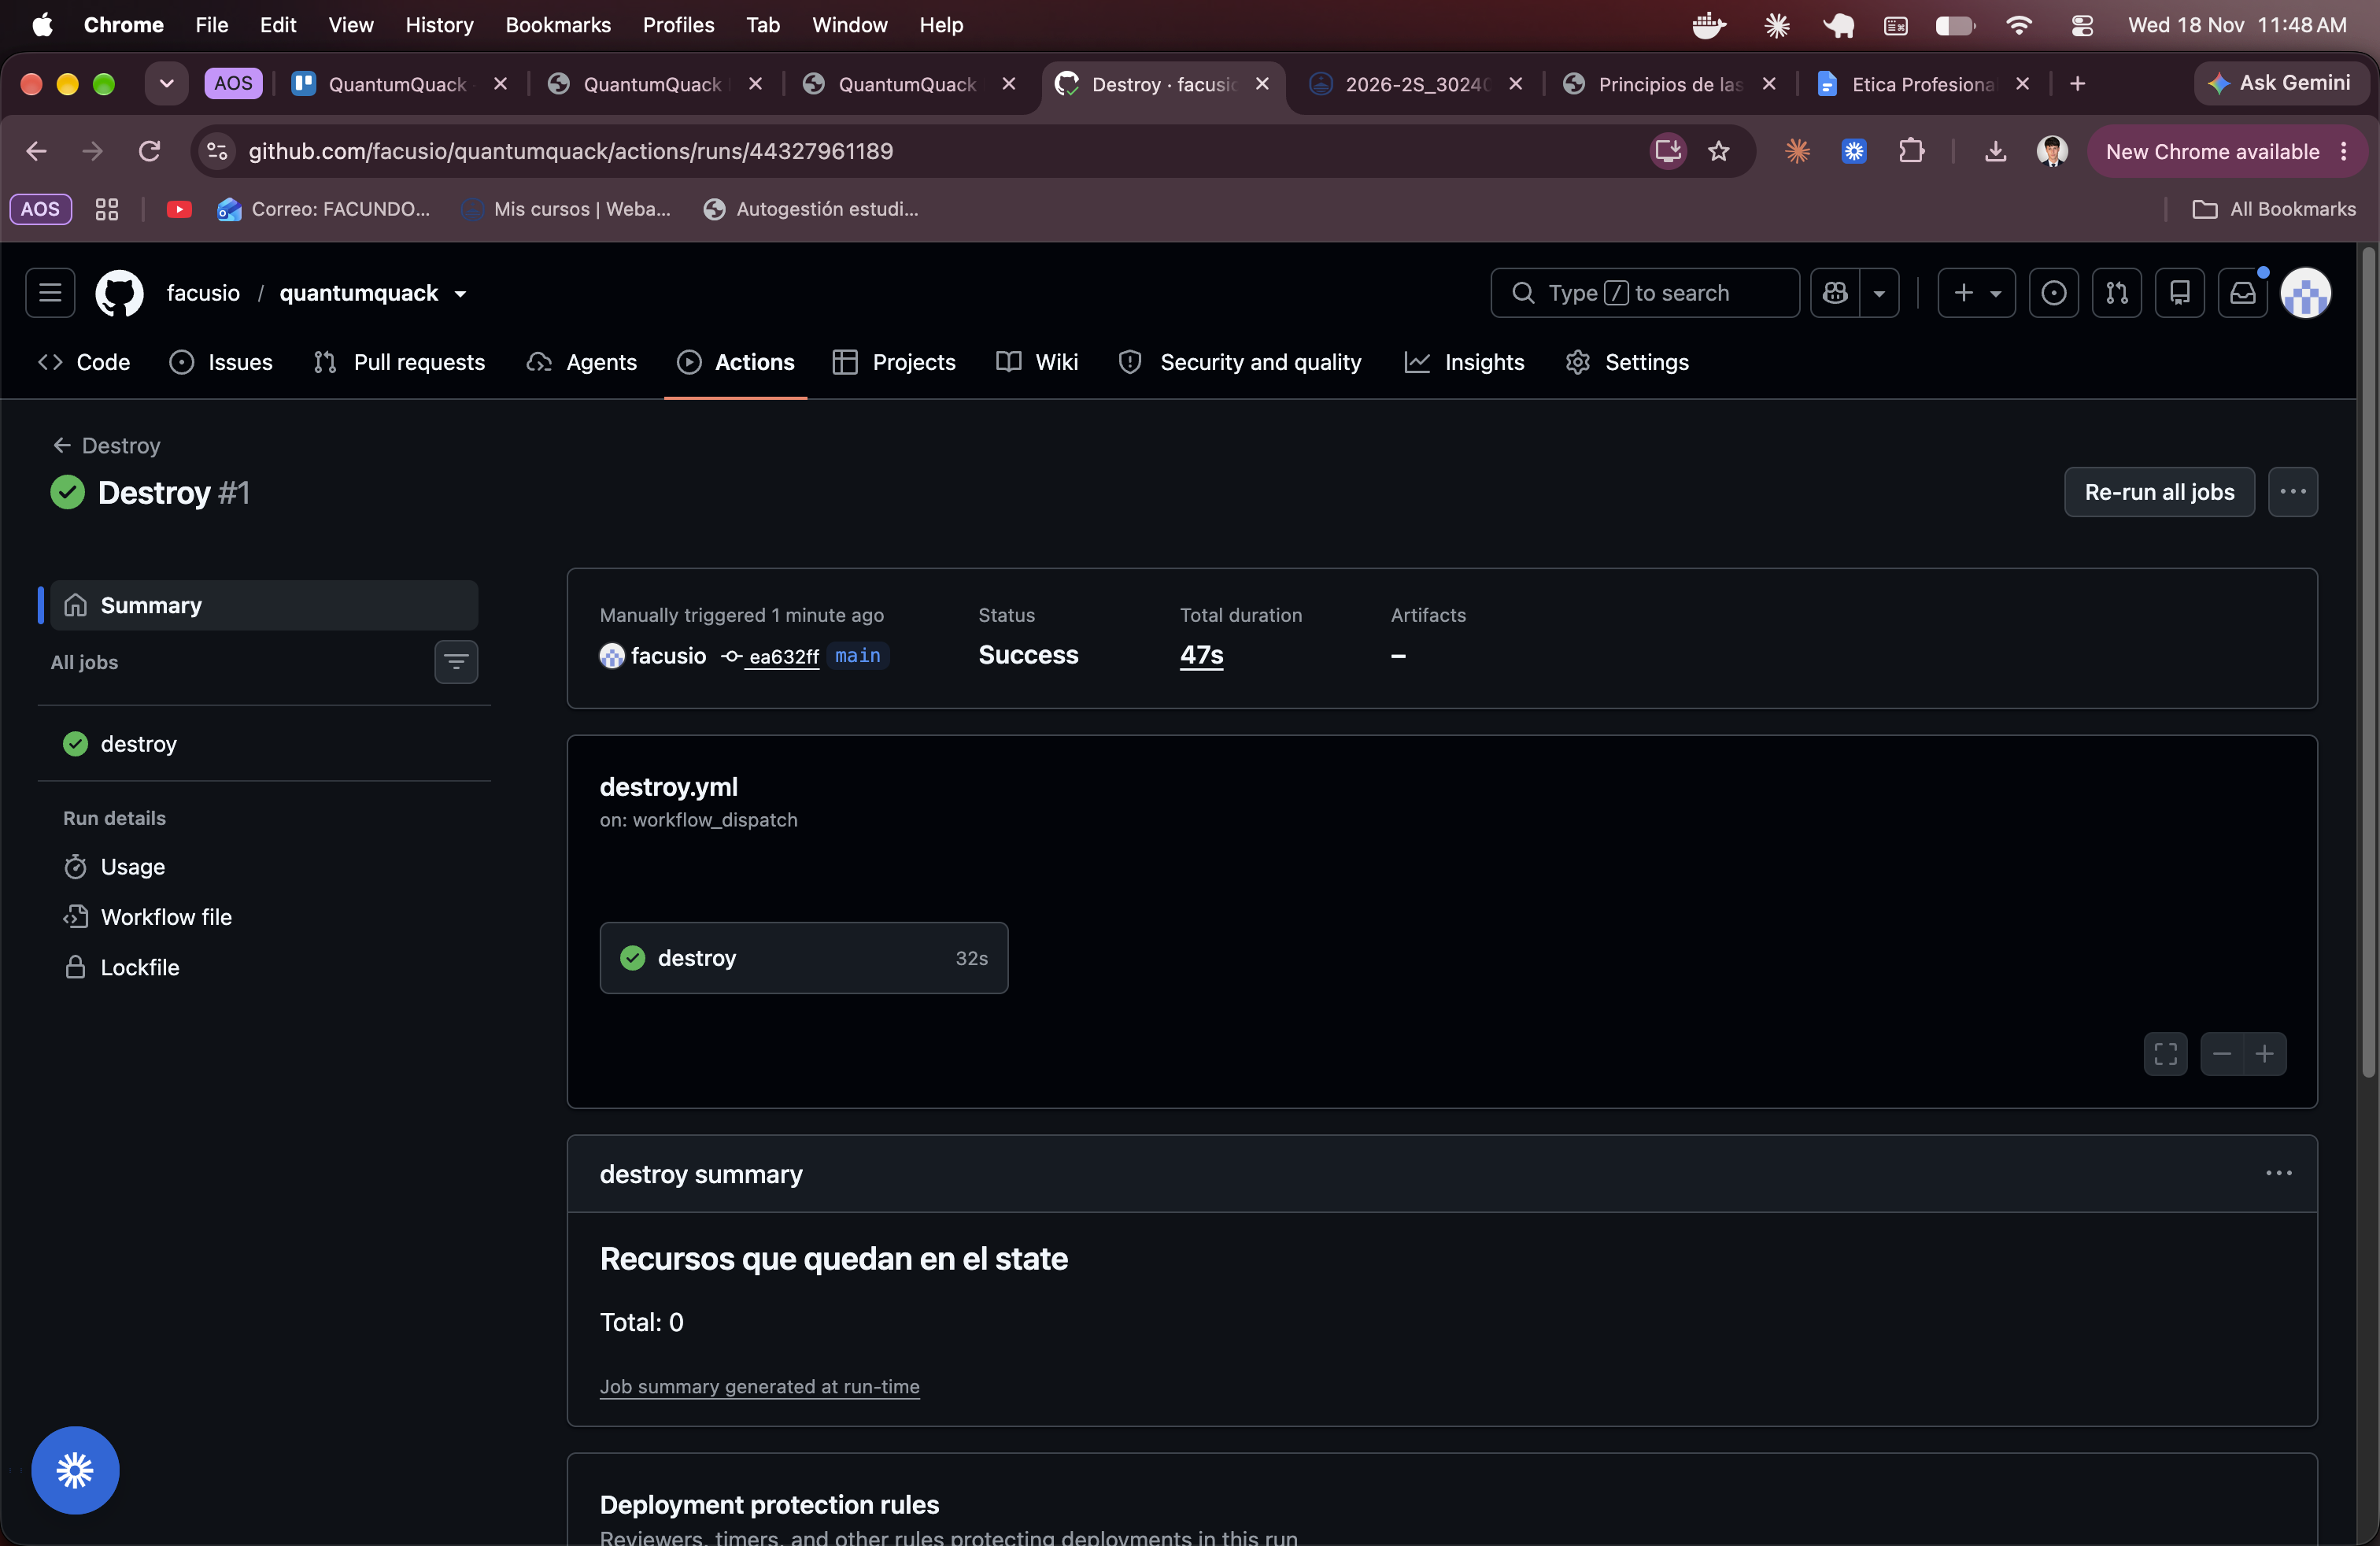 Chrome File Edit View History Bookmarks Profiles Tab Window Help Wed 18 Nov 11:48 AM
AOS QuantumQuack QuantumQuack QuantumQuack Destroy · facusio 2026-2S_3024 Principios de las Etica Profesional Ask Gemini
github.com/facusio/quantumquack/actions/runs/44327961189 New Chrome available
AOS Correo: FACUNDO... Mis cursos | Weba... Autogestión estudi... All Bookmarks
facusio / quantumquack Type / to search
Code Issues Pull requests Agents Actions Projects Wiki Security and quality Insights Settings
Destroy
Destroy #1
Re-run all jobs
Summary
All jobs
destroy
Run details
Usage
Workflow file
Lockfile
Manually triggered 1 minute ago Status Total duration Artifacts
facusio ea632ff main Success 47s –
destroy.yml
on: workflow_dispatch
destroy 32s
destroy summary
Recursos que quedan en el state
Total: 0
Job summary generated at run-time
Deployment protection rules
Reviewers, timers, and other rules protecting deployments in this run